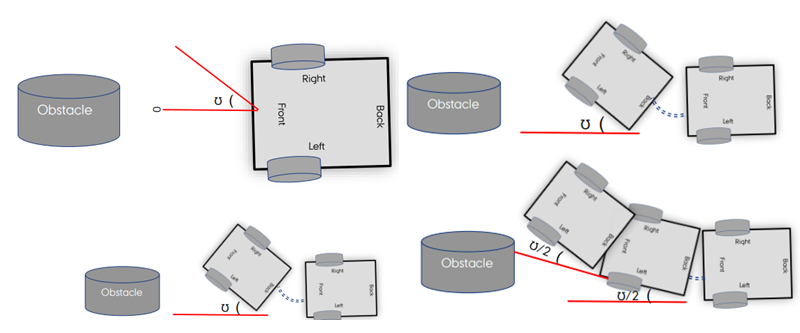 Right
Obstacle
0
Ʊ (
Front
Back
Left
Right
Front
Left
Back
Obstacle
Ʊ (
Right
Front
Back
Left
Right
Front
Left
Back
Obstacle
Ʊ (
Right
Front
Back
Left
Right
Front
Left
Back
Obstacle
Ʊ/2 (
Right
Front
Left
Back
Ʊ/2 (
Right
Front
Back
Left